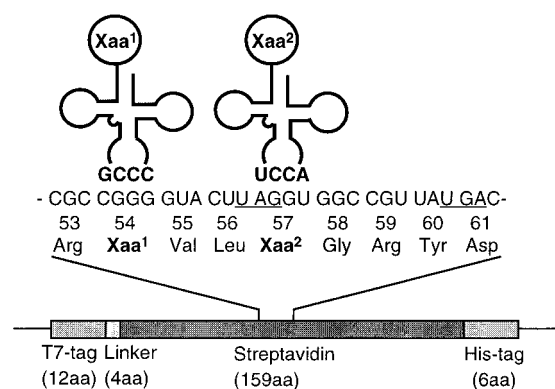 Xaa¹ Xaa²
GCCC UCCA
- CGC CGGG GUA CUU AGGU GGC CGU UAU GAC-
53 54 55 56 57 58 59 60 61
Arg Xaa¹ Val Leu Xaa² Gly Arg Tyr Asp
T7-tag Linker Streptavidin His-tag
(12aa) (4aa) (159aa) (6aa)